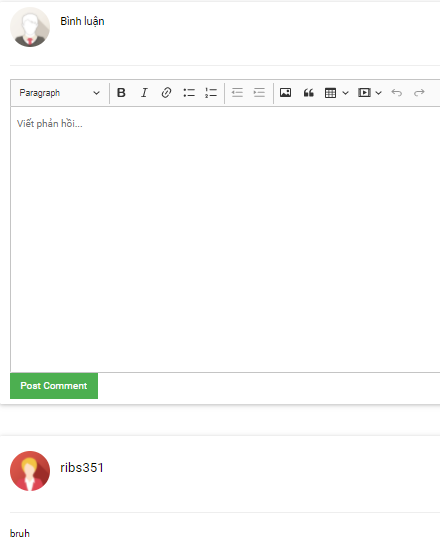 Bình luận
Paragraph
Viết phản hồi...
Post Comment
ribs351
bruh